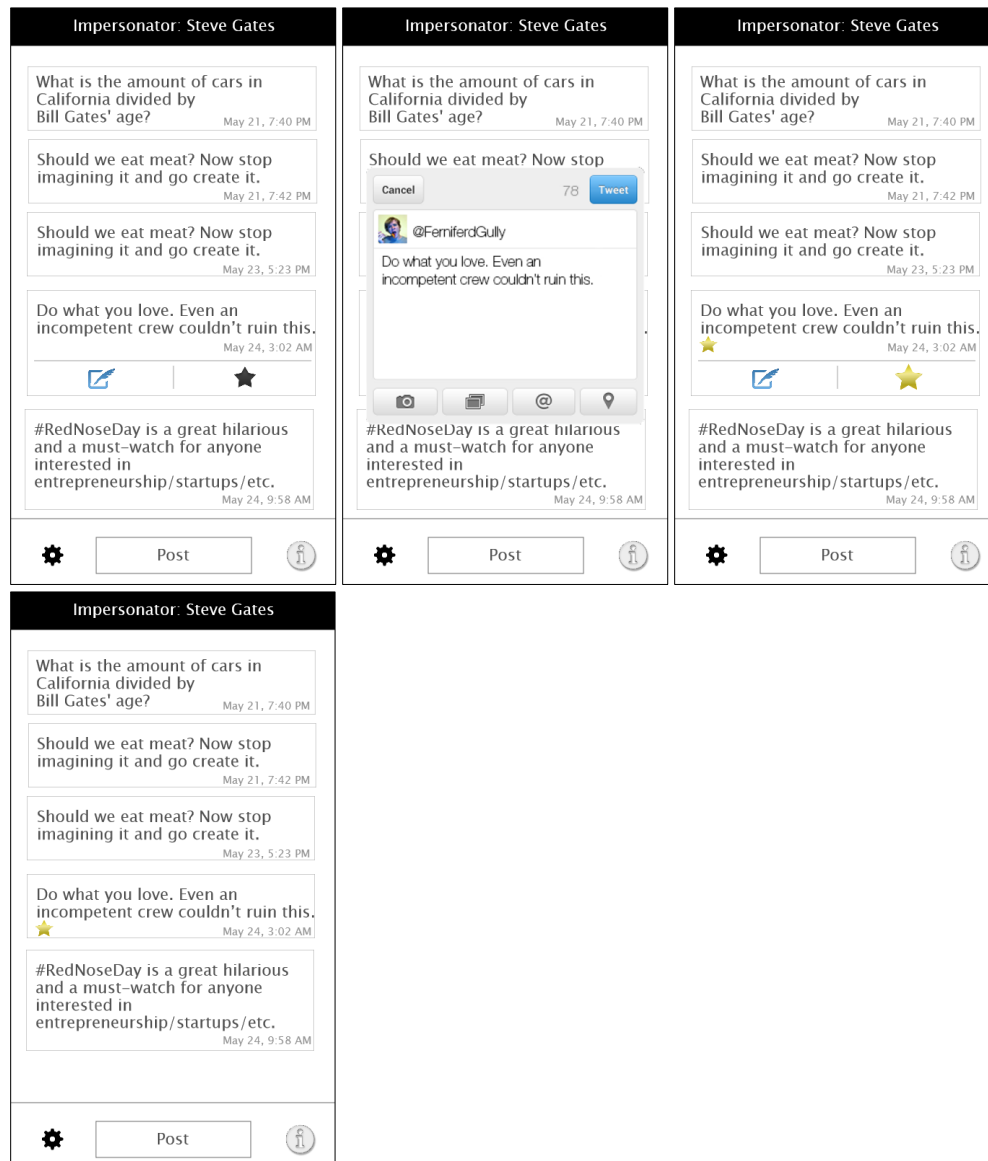 Impersonator: Steve Gates
What is the amount of cars in
California divided by
Bill Gates' age?
May 21, 7:40 PM
Should we eat meat? Now stop
imagining it and go create it.
May 21, 7:42 PM
Should we eat meat? Now stop
imagining it and go create it.
May 23, 5:23 PM
Do what you love. Even an
incompetent crew couldn't ruin this.
May 24, 3:02 AM
#RedNoseDay is a great hilarious
and a must-watch for anyone
interested in
entrepreneurship/startups/etc.
May 24, 9:58 AM
Post
i
Impersonator: Steve Gates
What is the amount of cars in
California divided by
Bill Gates' age?
May 21, 7:40 PM
Should we eat meat? Now stop
Cancel
78
Tweet
@FerniferdGully
Do what you love. Even an
incompetent crew couldn't ruin this.
@
#RedNoseDay is a great hilarious
and a must-watch for anyone
interested in
entrepreneurship/startups/etc.
May 24, 9:58 AM
Post
i
Impersonator: Steve Gates
What is the amount of cars in
California divided by
Bill Gates' age?
May 21, 7:40 PM
Should we eat meat? Now stop
imagining it and go create it.
May 21, 7:42 PM
Should we eat meat? Now stop
imagining it and go create it.
May 23, 5:23 PM
Do what you love. Even an
incompetent crew couldn't ruin this.
May 24, 3:02 AM
#RedNoseDay is a great hilarious
and a must-watch for anyone
interested in
entrepreneurship/startups/etc.
May 24, 9:58 AM
Post
i
Impersonator: Steve Gates
What is the amount of cars in
California divided by
Bill Gates' age?
May 21, 7:40 PM
Should we eat meat? Now stop
imagining it and go create it.
May 21, 7:42 PM
Should we eat meat? Now stop
imagining it and go create it.
May 23, 5:23 PM
Do what you love. Even an
incompetent crew couldn't ruin this.
May 24, 3:02 AM
#RedNoseDay is a great hilarious
and a must-watch for anyone
interested in
entrepreneurship/startups/etc.
May 24, 9:58 AM
Post
i